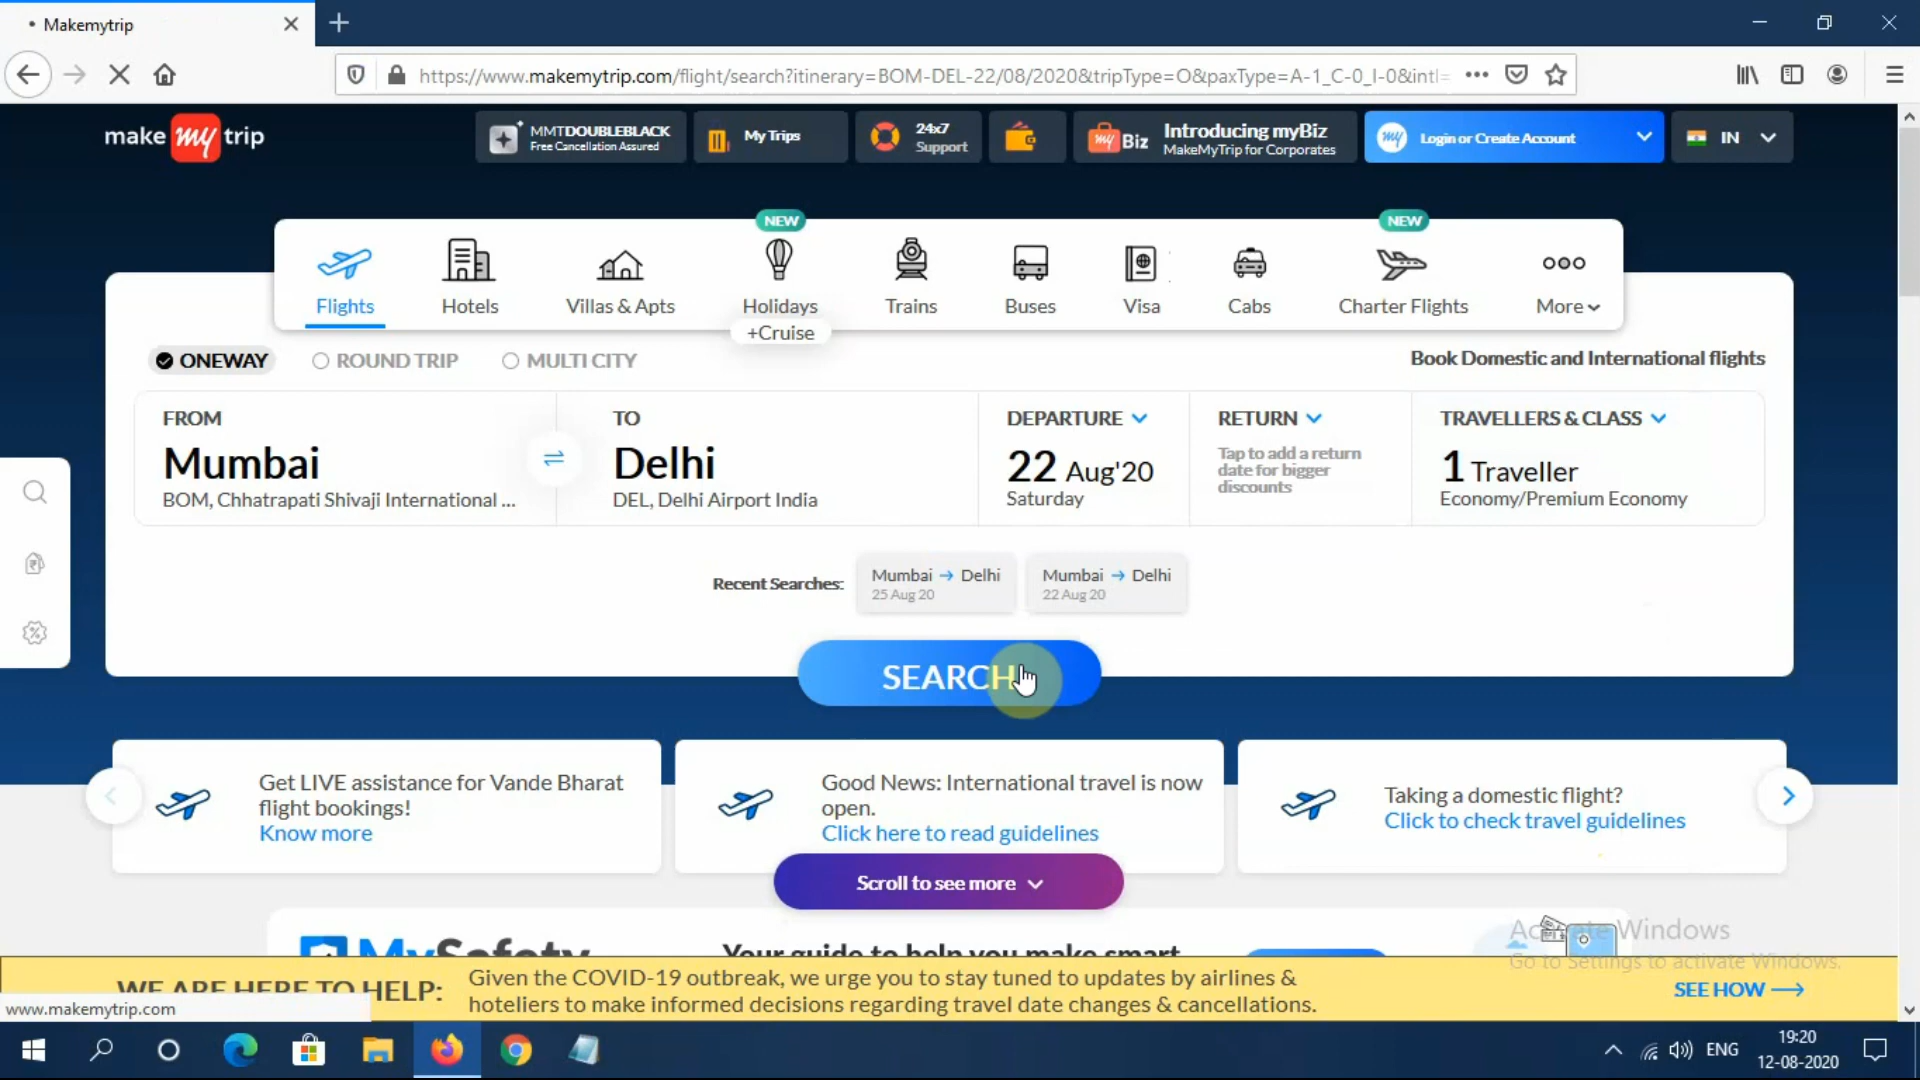 Makemytrip
https://www.makemytrip.com/flight/search?itinerary=BOM-DEL-22/08/2020&tripType=O&paxType=A-1_C-0_I-0&intl=
make my trip
MMTDOUBLEBLACK
Free Cancellation Assured
My Trips
24x7
Support
my Biz
Introducing myBiz
MakeMyTrip for Corporates
my
Login or Create Account
IN
NEW
NEW
Flights
Hotels
Villas & Apts
Holidays
Trains
Buses
Visa
Cabs
Charter Flights
More
+Cruise
ONEWAY
ROUND TRIP
MULTI CITY
Book Domestic and International flights
FROM
Mumbai
BOM, Chhatrapati Shivaji International ...
TO
Delhi
DEL, Delhi Airport India
DEPARTURE
22 Aug'20
Saturday
RETURN
Tap to add a return
date for bigger
discounts
TRAVELLERS & CLASS
1 Traveller
Economy/Premium Economy
Recent Searches:
Mumbai → Delhi
25 Aug 20
Mumbai → Delhi
22 Aug 20
SEARCH
Get LIVE assistance for Vande Bharat
flight bookings!
Know more
Good News: International travel is now
open.
Click here to read guidelines
Taking a domestic flight?
Click to check travel guidelines
Scroll to see more
MySafety
Your guide to help you make smart
Activate Windows
Go to Settings to activate Windows.
WE ARE HERE TO HELP:
Given the COVID-19 outbreak, we urge you to stay tuned to updates by airlines &
hoteliers to make informed decisions regarding travel date changes & cancellations.
SEE HOW
www.makemytrip.com
ENG
19:20
12-08-2020